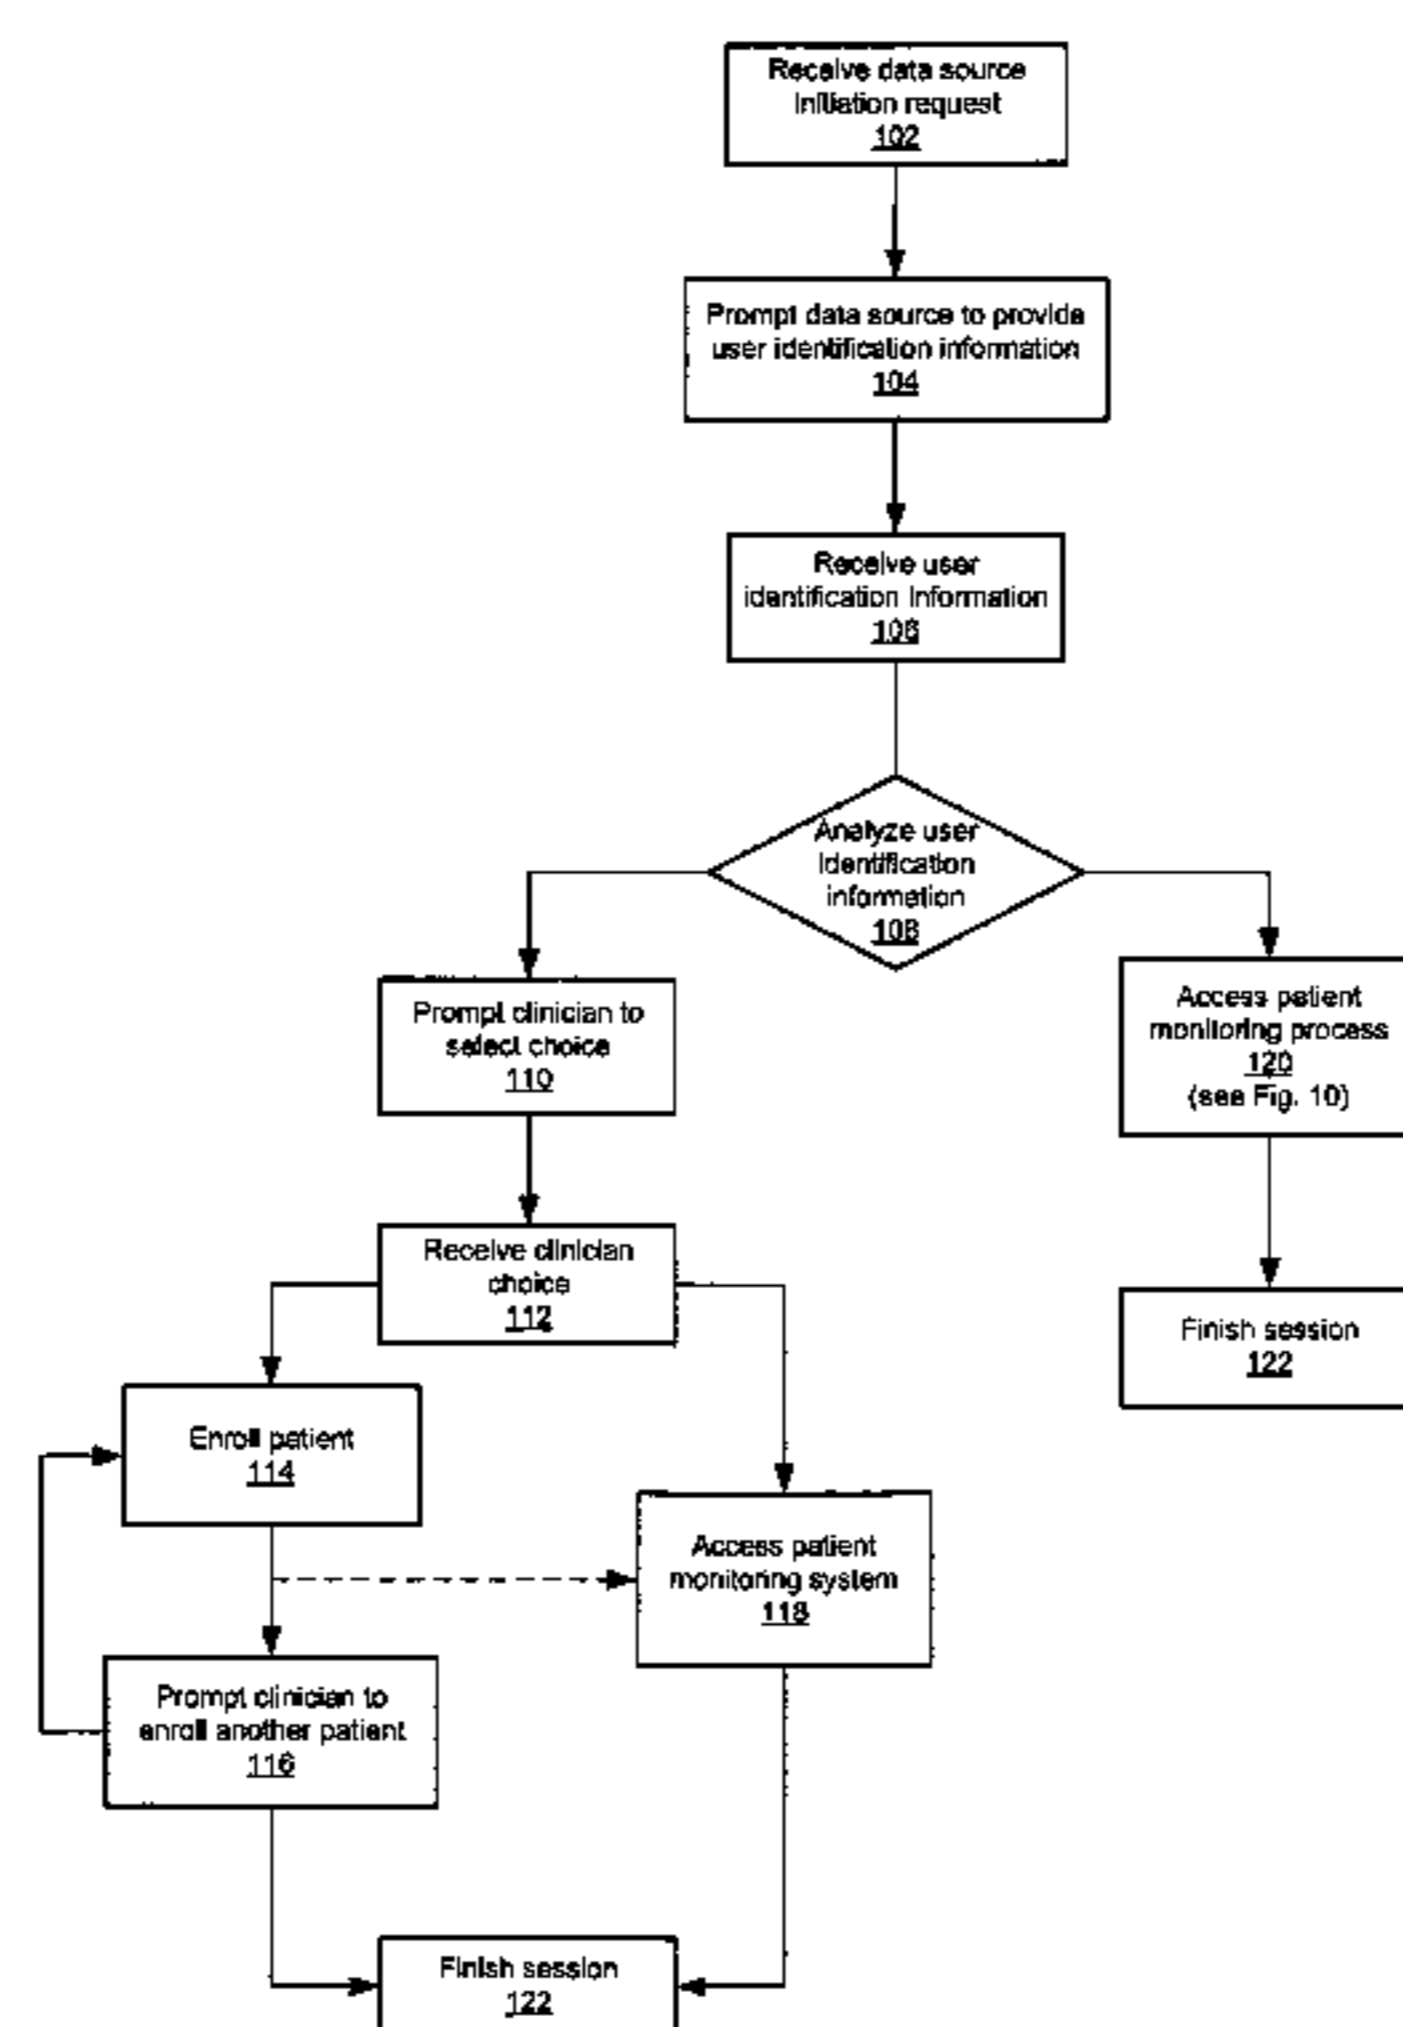 Receive data source
Initiation request
102
Prompt data source to provide
user identification information
104
Receive user
identification Information
106
Analyze user
Identification
information
108
Prompt clinician to
select choice
110
Access patient
monitoring process
120
(see Fig. 10)
Receive clinician
choice
112
Finish session
122
Enroll patient
114
Access patient
monitoring system
118
Prompt clinician to
enroll another patient
116
Finish session
122